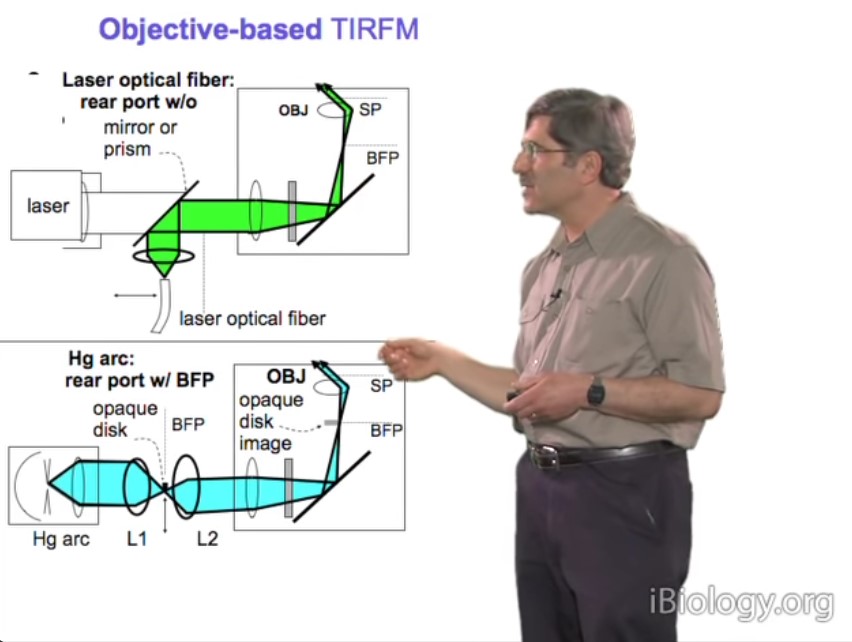 Objective-based TIRFM
Laser optical fiber:
rear port w/o
mirror or
prism
OBJ
SP
BFP
laser
laser optical fiber
Hg arc:
rear port w/ BFP
opaque
disk
BFP
OBJ
opaque
disk
image
SP
BFP
Hg arc
L1
L2
iBiology.org